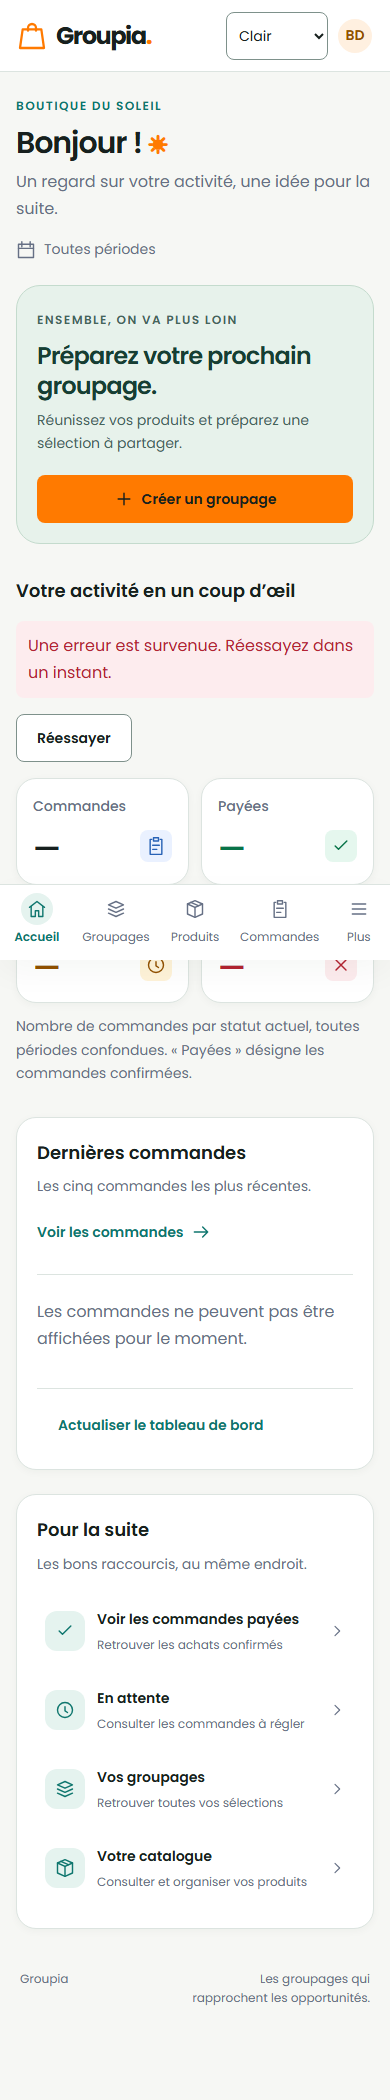 Groupia.
Clair
BD
BOUTIQUE DU SOLEIL
Bonjour !
Un regard sur votre activité, une idée pour la
suite.
Toutes périodes
ENSEMBLE, ON VA PLUS LOIN
Préparez votre prochain
groupage.
Réunissez vos produits et préparez une
sélection à partager.
Créer un groupage
Votre activité en un coup d’œil
Une erreur est survenue. Réessayez dans
un instant.
Réessayer
Commandes
Payées
—
—
Accueil
Groupages
Produits
Commandes
Plus
—
—
Nombre de commandes par statut actuel, toutes
périodes confondues. « Payées » désigne les
commandes confirmées.
Dernières commandes
Les cinq commandes les plus récentes.
Voir les commandes
Les commandes ne peuvent pas être
affichées pour le moment.
Actualiser le tableau de bord
Pour la suite
Les bons raccourcis, au même endroit.
Voir les commandes payées
Retrouver les achats confirmés
En attente
Consulter les commandes à régler
Vos groupages
Retrouver toutes vos sélections
Votre catalogue
Consulter et organiser vos produits
Groupia
Les groupages qui
rapprochent les opportunités.